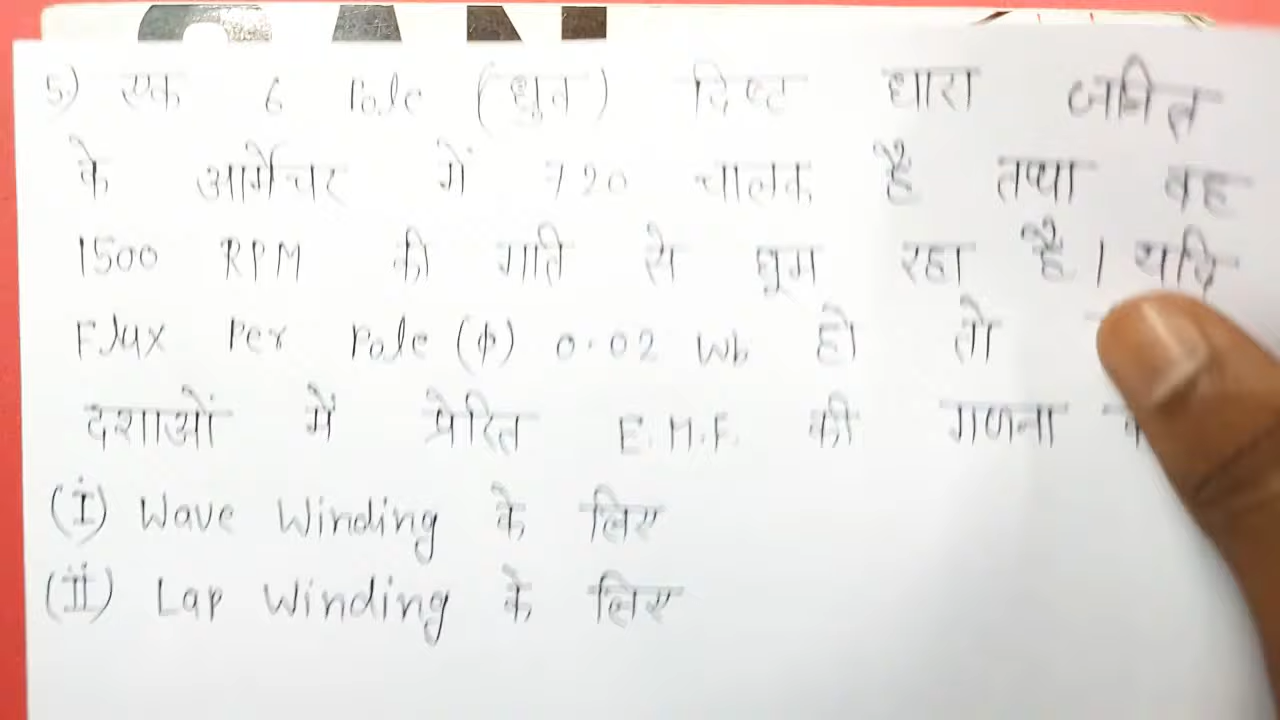 5) एक 6 Pole (ध्रुव) दिष्ट धारा जनित
के आर्मेचर में 720 चालक है तथा वह
1500 RPM की गति से घुम रहा है। यदि
Flux Per Pole (ϕ) 0.02 Wb हो तो
दशाओं में प्रेरित E.M.F. की गणना
(i) Wave Winding के लिए
(ii) Lap Winding के लिए